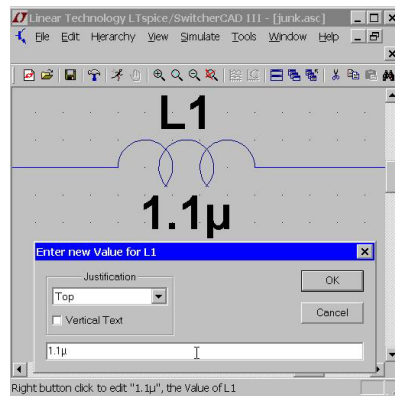 Linear Technology LTspice/SwitcherCAD III - [junk.asc]
File Edit Hierarchy View Simulate Tools Window Help
L1
1.1µ
Enter new Value for L1
Justification
Top
OK
Vertical Text
Cancel
1.1µ
Right button click to edit "1.1µ", the Value of L1